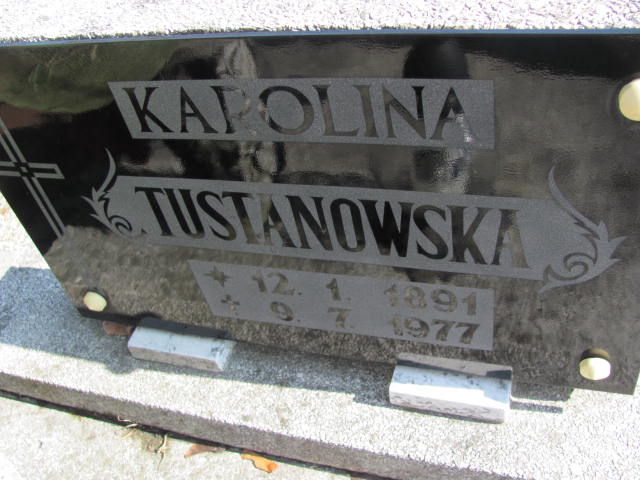 KAROLINA
TUSTANOWSKA
* 12. 1. 1891
† 9. 7. 1977